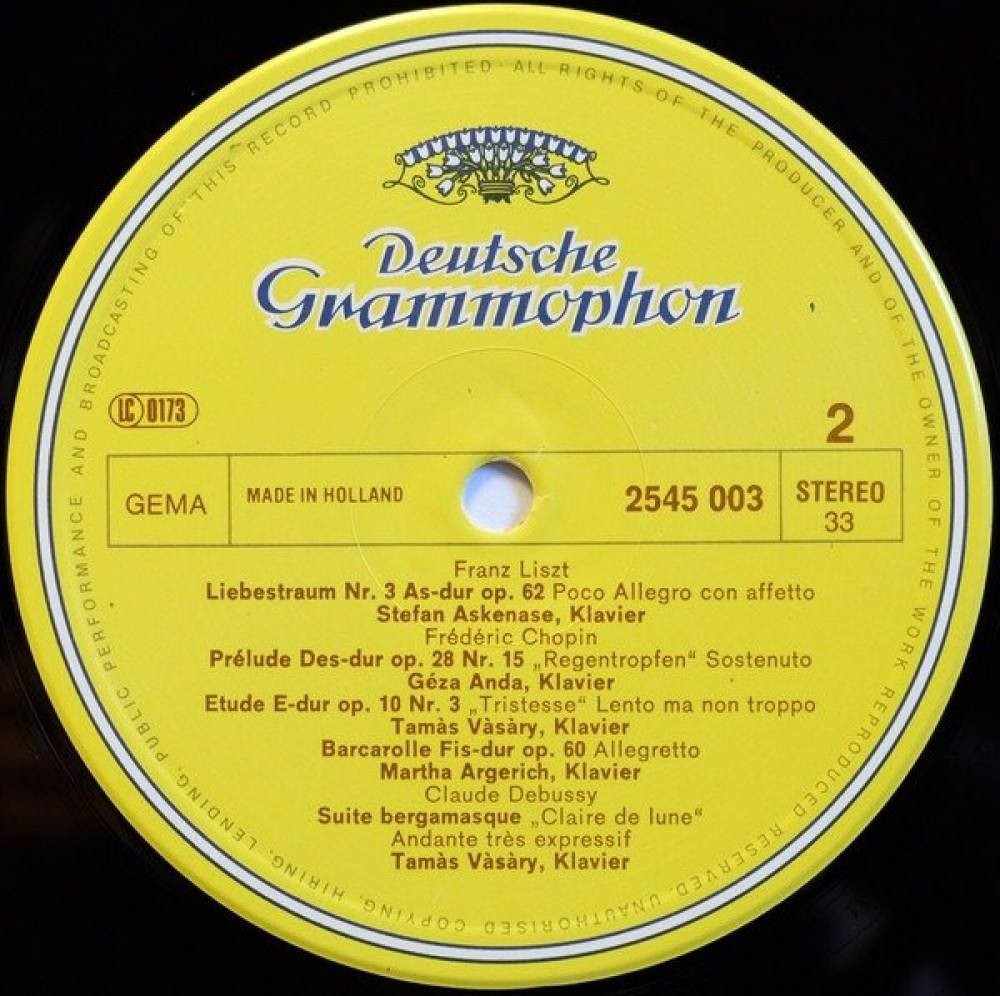 PUBLIC PERFORMANCE AND BROADCASTING OF THIS RECORD PROHIBITED · ALL RIGHTS OF THE PRODUCER AND OF THE OWNER OF THE WORK REPRODUCED RESERVED. UNAUTHORISED COPYING, HIRING, LENDING,
Deutsche
Grammophon
LC 0173
2
GEMA
MADE IN HOLLAND
2545 003
STEREO
33
Franz Liszt
Liebestraum Nr. 3 As-dur op. 62 Poco Allegro con affetto
Stefan Askenase, Klavier
Frédéric Chopin
Prélude Des-dur op. 28 Nr. 15 „Regentropfen“ Sostenuto
Géza Anda, Klavier
Etude E-dur op. 10 Nr. 3 „Tristesse“ Lento ma non troppo
Tamàs Vàsàry, Klavier
Barcarolle Fis-dur op. 60 Allegretto
Martha Argerich, Klavier
Claude Debussy
Suite bergamasque „Claire de lune“
Andante très expressif
Tamàs Vàsàry, Klavier